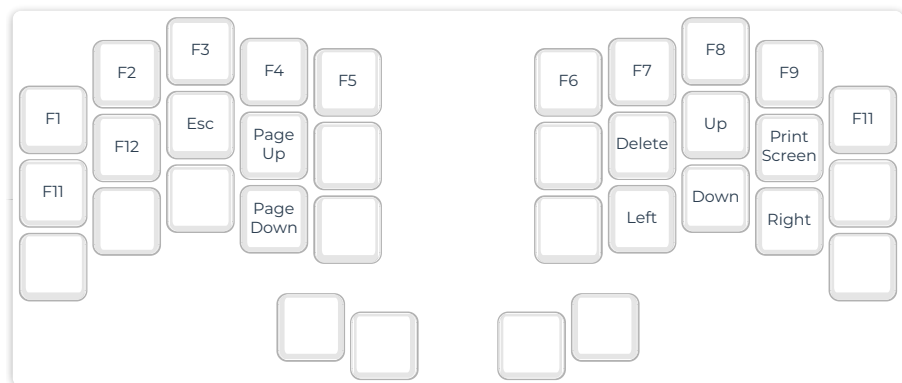 F1
F2
F3
F4
F5
F6
F7
F8
F9
F11
F11
F12
Esc
Page
Up
Delete
Up
Print
Screen
Page
Down
Left
Down
Right